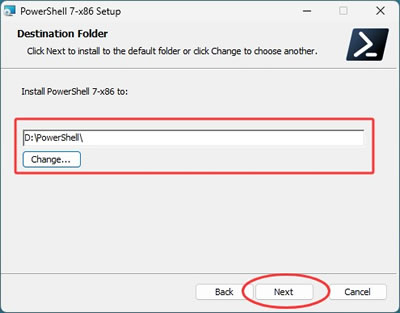 PowerShell 7-x86 Setup
Destination Folder
Click Next to install to the default folder or click Change to choose another.
Install PowerShell 7-x86 to:
D:\PowerShell\
Change...
Back Next Cancel